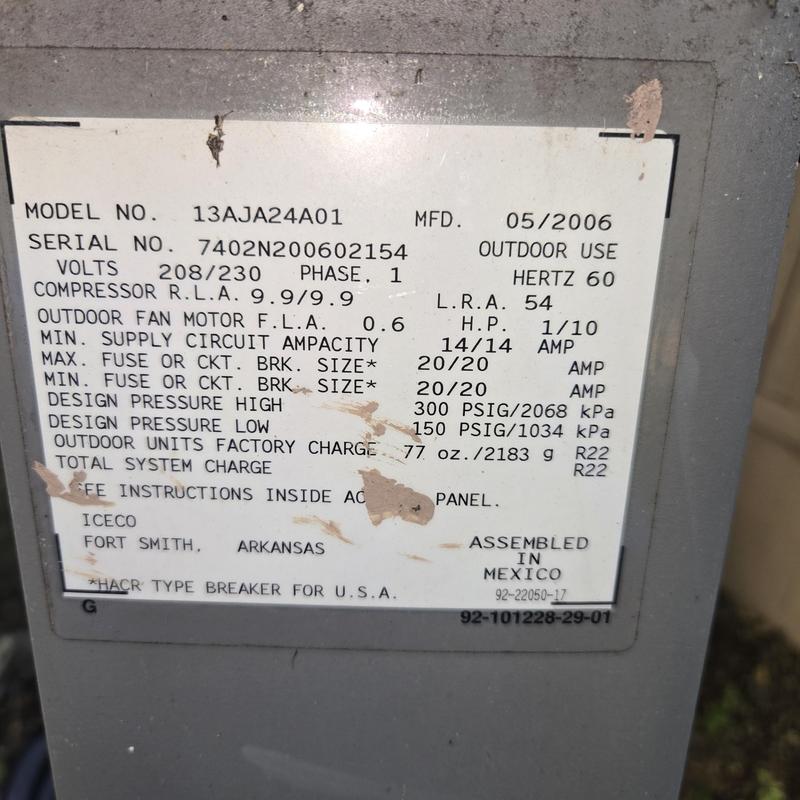 MODEL NO. 13AJA24A01 MFD. 05/2006
SERIAL NO. 7402N200602154 OUTDOOR USE
VOLTS 208/230 PHASE. 1 HERTZ 60
COMPRESSOR R.L.A. 9.9/9.9 L.R.A. 54
OUTDOOR FAN MOTOR F.L.A. 0.6 H.P. 1/10
MIN. SUPPLY CIRCUIT AMPACITY 14/14 AMP
MAX. FUSE OR CKT. BRK. SIZE* 20/20 AMP
MIN. FUSE OR CKT. BRK. SIZE* 20/20 AMP
DESIGN PRESSURE HIGH 300 PSIG/2068 kPa
DESIGN PRESSURE LOW 150 PSIG/1034 kPa
OUTDOOR UNITS FACTORY CHARGE 77 oz./2183 g R22
TOTAL SYSTEM CHARGE R22
INSTRUCTIONS INSIDE PANEL.
ICECO
FORT SMITH, ARKANSAS
ASSEMBLED
IN
MEXICO
*HACR TYPE BREAKER FOR U.S.A.
92-22050-17
G 92-101228-29-01